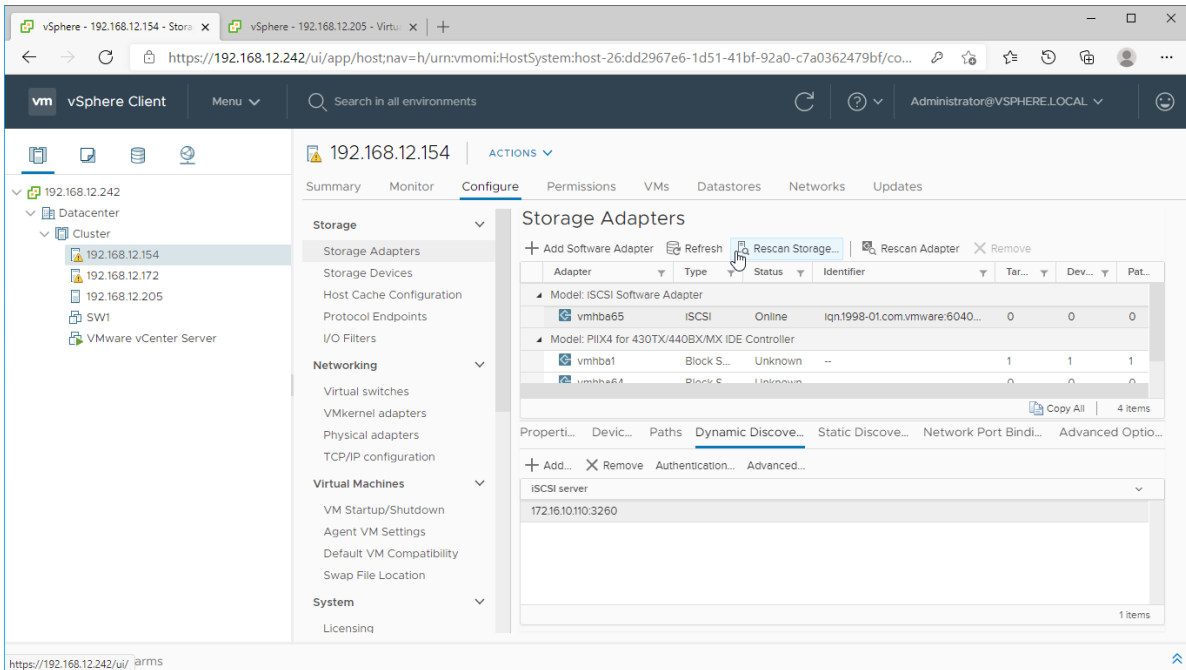 vSphere - 192.168.12.154 - Stora
vSphere - 192.168.12.205 - Virtu
https://192.168.12.242/ui/app/host;nav=h/urn:vmomi:HostSystem:host-26:dd2967e6-1d51-41bf-92a0-c7a0362479bf/co...
vm vSphere Client Menu Search in all environments Administrator@VSPHERE.LOCAL
192.168.12.242
Datacenter
Cluster
192.168.12.154
192.168.12.172
192.168.12.205
SW1
VMware vCenter Server
192.168.12.154 ACTIONS
Summary Monitor Configure Permissions VMs Datastores Networks Updates
Storage
Storage Adapters
Storage Devices
Host Cache Configuration
Protocol Endpoints
I/O Filters
Networking
Virtual switches
VMkernel adapters
Physical adapters
TCP/IP configuration
Virtual Machines
VM Startup/Shutdown
Agent VM Settings
Default VM Compatibility
Swap File Location
System
Licensing
Storage Adapters
Add Software Adapter Refresh Rescan Storage... Rescan Adapter Remove
Adapter Type Status Identifier Tar... Dev... Pat...
Model: iSCSI Software Adapter
vmhba65 iSCSI Online iqn.1998-01.com.vmware:6040... 0 0 0
Model: PIIX4 for 430TX/440BX/MX IDE Controller
vmhba1 Block S... Unknown -- 1 1 1
vmhba64 Block S Unknown 0 0 0
Copy All 4 items
Properti... Devic... Paths Dynamic Discove... Static Discove... Network Port Bindi... Advanced Optio...
Add... Remove Authentication... Advanced...
iSCSI server
172.16.10.110:3260
1 items
https://192.168.12.242/ui/ arms